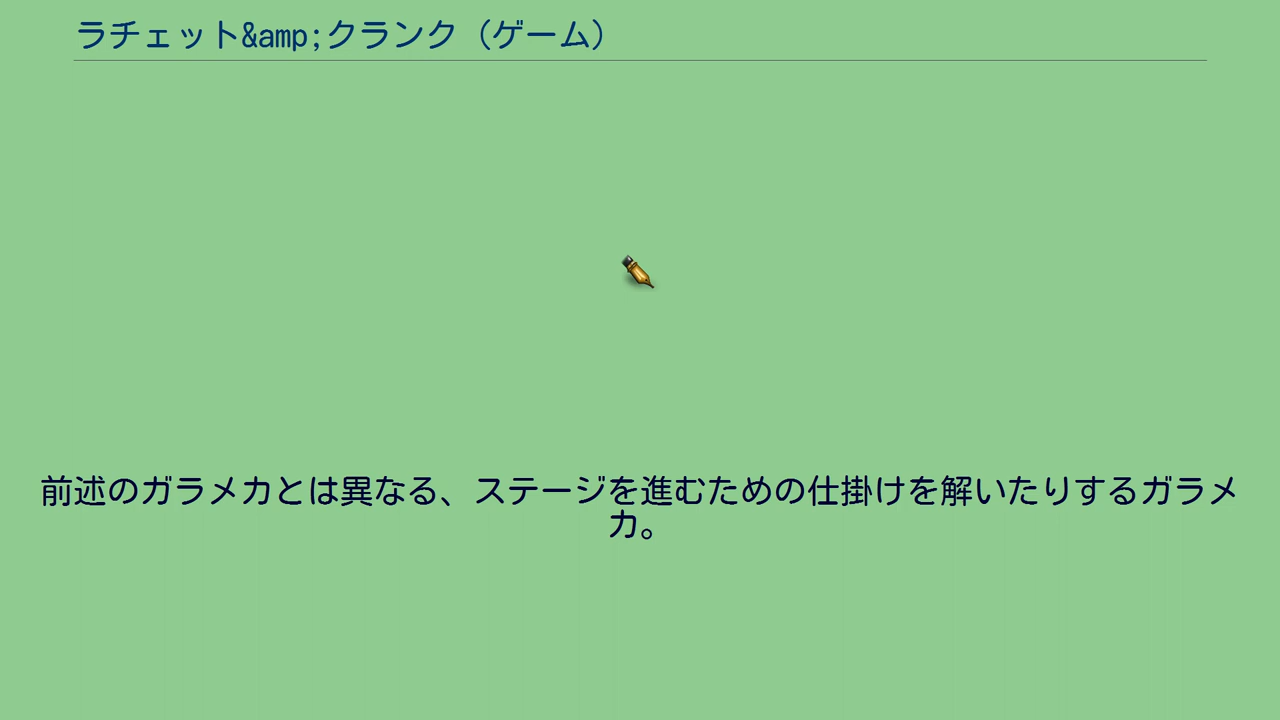 ラチェット&amp;クランク（ゲーム）
前述のガラメカとは異なる、ステージを進むための仕掛けを解いたりするガラメ
カ。